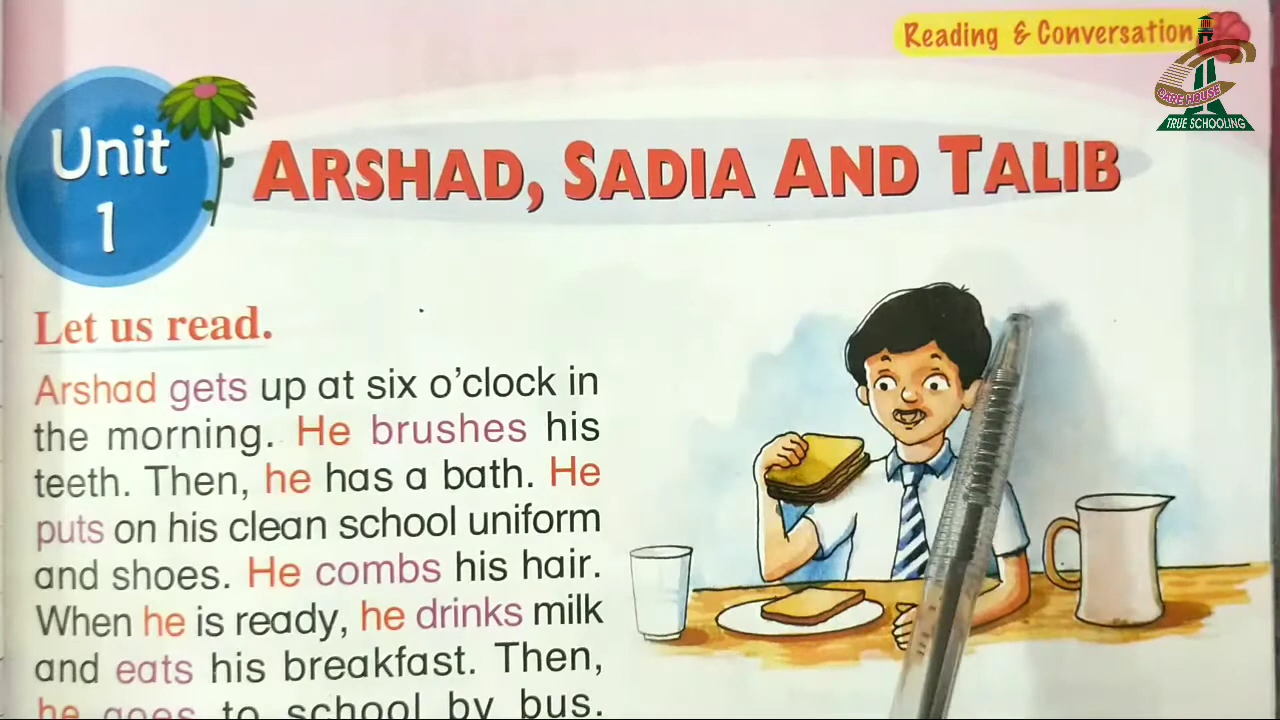 Reading & Conversation
CARE HOUSE
TRUE SCHOOLING
Unit
1
ARSHAD, SADIA AND TALIB
Let us read.
Arshad gets up at six o'clock in
the morning. He brushes his
teeth. Then, he has a bath. He
puts on his clean school uniform
and shoes. He combs his hair.
When he is ready, he drinks milk
and eats his breakfast. Then,
he goes to school by bus.